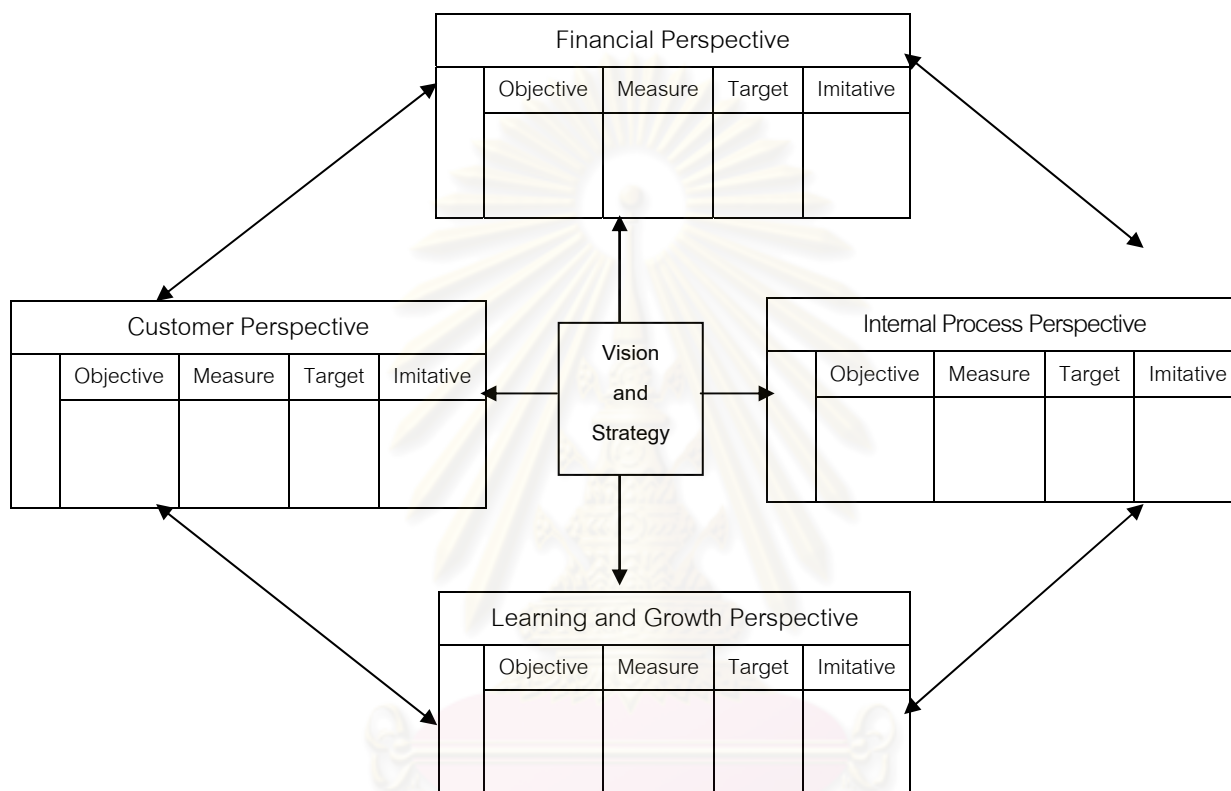 Financial Perspective
Objective Measure Target Imitative
Customer Perspective
Objective Measure Target Imitative
Vision
and
Strategy
Internal Process Perspective
Objective Measure Target Imitative
Learning and Growth Perspective
Objective Measure Target Imitative